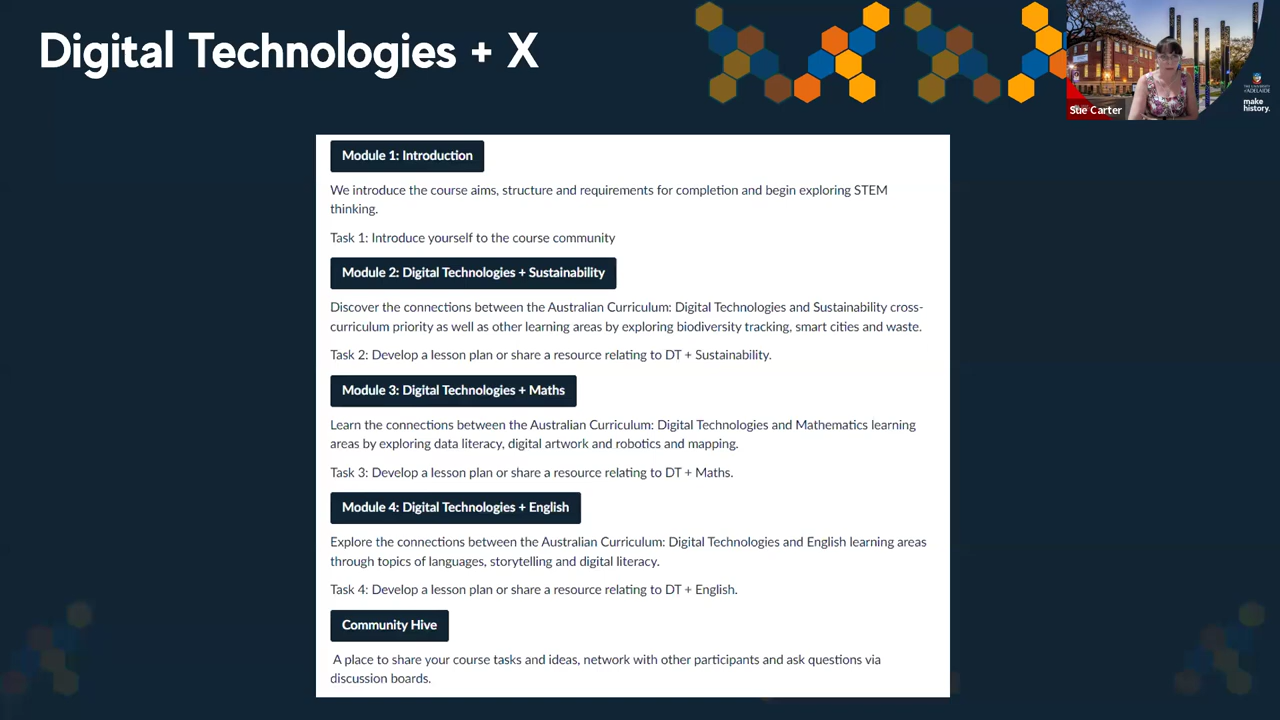 Digital Technologies + X
Sue Carter
THE UNIVERSITY
of ADELAIDE
make
history.
Module 1: Introduction
We introduce the course aims, structure and requirements for completion and begin exploring STEM
thinking.
Task 1: Introduce yourself to the course community
Module 2: Digital Technologies + Sustainability
Discover the connections between the Australian Curriculum: Digital Technologies and Sustainability cross-
curriculum priority as well as other learning areas by exploring biodiversity tracking, smart cities and waste.
Task 2: Develop a lesson plan or share a resource relating to DT + Sustainability.
Module 3: Digital Technologies + Maths
Learn the connections between the Australian Curriculum: Digital Technologies and Mathematics learning
areas by exploring data literacy, digital artwork and robotics and mapping.
Task 3: Develop a lesson plan or share a resource relating to DT + Maths.
Module 4: Digital Technologies + English
Explore the connections between the Australian Curriculum: Digital Technologies and English learning areas
through topics of languages, storytelling and digital literacy.
Task 4: Develop a lesson plan or share a resource relating to DT + English.
Community Hive
A place to share your course tasks and ideas, network with other participants and ask questions via
discussion boards.